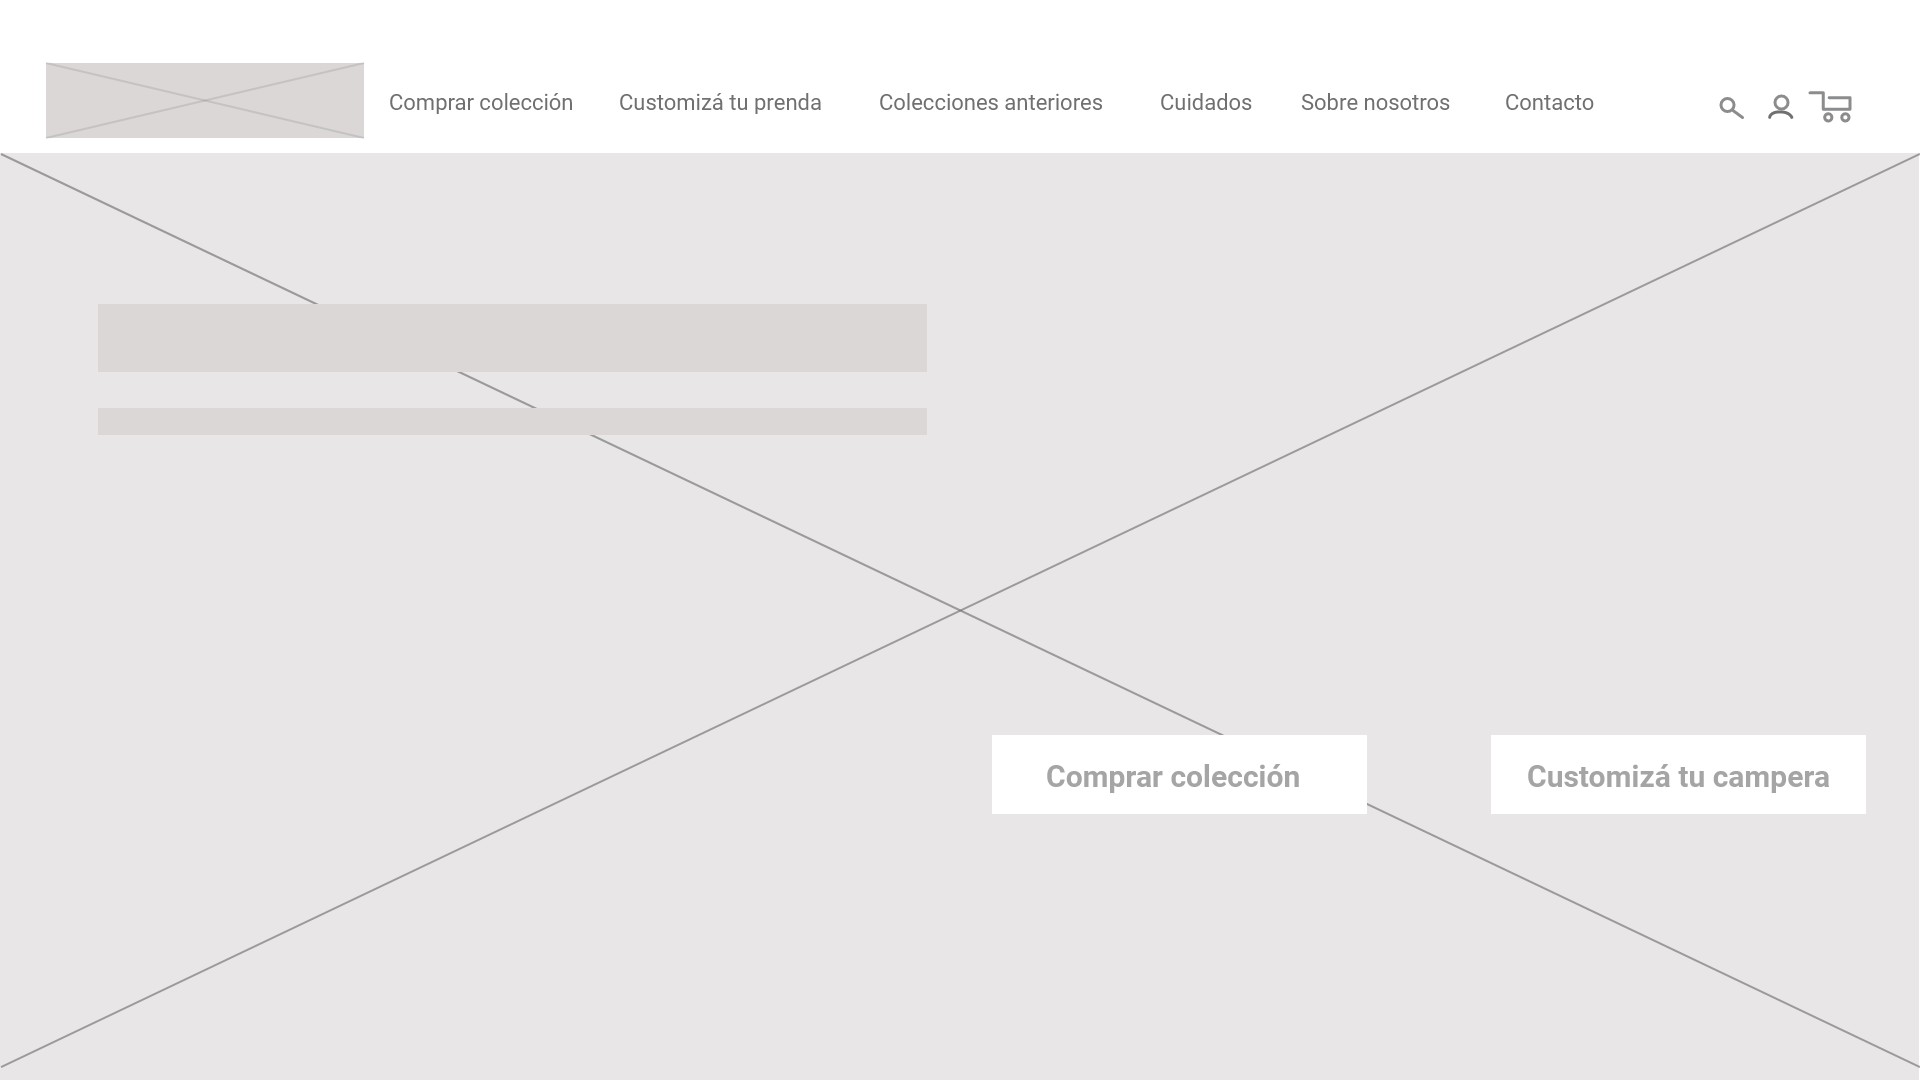 Comprar colección
Customizá tu prenda
Colecciones anteriores
Cuidados
Sobre nosotros
Contacto
Comprar colección
Customizá tu campera